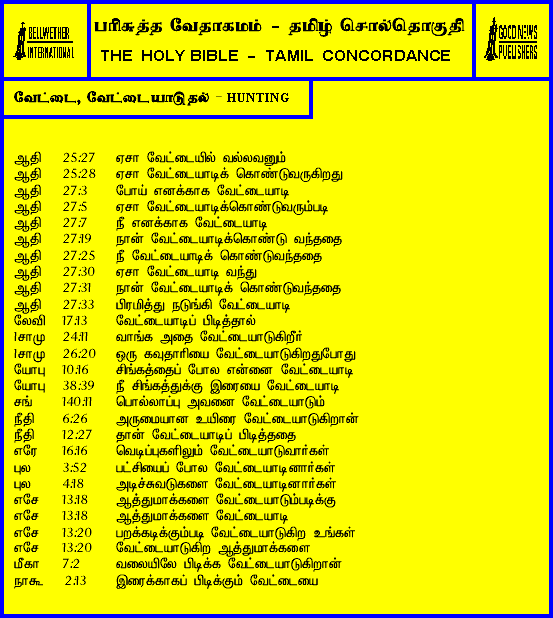 BELLWETHER
INTERNATIONAL
பரிசுத்த வேதாகமம் - தமிழ் சொல்தொகுதி
THE HOLY BIBLE - TAMIL CONCORDANCE
GOOD NEWS
PUBLISHERS
வேட்டை, வேட்டையாடுதல் - HUNTING
ஆதி 25:27 ஏசா வேட்டையில் வல்லவனும்
ஆதி 25:28 ஏசா வேட்டையாடிக் கொண்டுவருகிறது
ஆதி 27:3 போய் எனக்காக வேட்டையாடி
ஆதி 27:5 ஏசா வேட்டையாடிக்கொண்டுவரும்படி
ஆதி 27:7 நீ எனக்காக வேட்டையாடி
ஆதி 27:19 நான் வேட்டையாடிக்கொண்டு வந்ததை
ஆதி 27:25 நீ வேட்டையாடிக் கொண்டுவந்ததை
ஆதி 27:30 ஏசா வேட்டையாடி வந்து
ஆதி 27:31 நான் வேட்டையாடிக் கொண்டுவந்ததை
ஆதி 27:33 பிரமித்து நடுங்கி வேட்டையாடி
லேவி 17:13 வேட்டையாடிப் பிடித்தால்
1சாமு 24:11 வாங்க அதை வேட்டையாடுகிறீர்
1சாமு 26:20 ஒரு கவுதாரியை வேட்டையாடுகிறதுபோது
யோபு 10:16 சிங்கத்தைப் போல என்னை வேட்டையாடி
யோபு 38:39 நீ சிங்கத்துக்கு இரையை வேட்டையாடி
சங் 140:11 பொல்லாப்பு அவனை வேட்டையாடும்
நீதி 6:26 அருமையான உயிரை வேட்டையாடுகிறான்
நீதி 12:27 தான் வேட்டையாடிப் பிடித்ததை
எரே 16:16 வெடிப்புகளிலும் வேட்டையாடுவார்கள்
புல 3:52 பட்சியைப் போல வேட்டையாடினார்கள்
புல 4:18 அடிச்சுவடுகளை வேட்டையாடினார்கள்
எசே 13:18 ஆத்துமாக்களை வேட்டையாடும்படிக்கு
எசே 13:18 ஆத்துமாக்களை வேட்டையாடி
எசே 13:20 பறக்கடிக்கும்படி வேட்டையாடுகிற உங்கள்
எசே 13:20 வேட்டையாடுகிற ஆத்துமாக்களை
மீகா 7:2 வலையிலே பிடிக்க வேட்டையாடுகிறான்
நாகூ 2:13 இரைக்காகப் பிடிக்கும் வேட்டையை